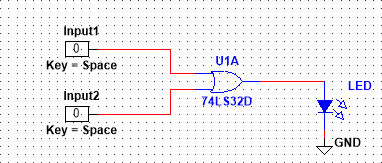 Input1
0
Key = Space
U1A
74LS32D
LED
Input2
0
Key = Space
GND